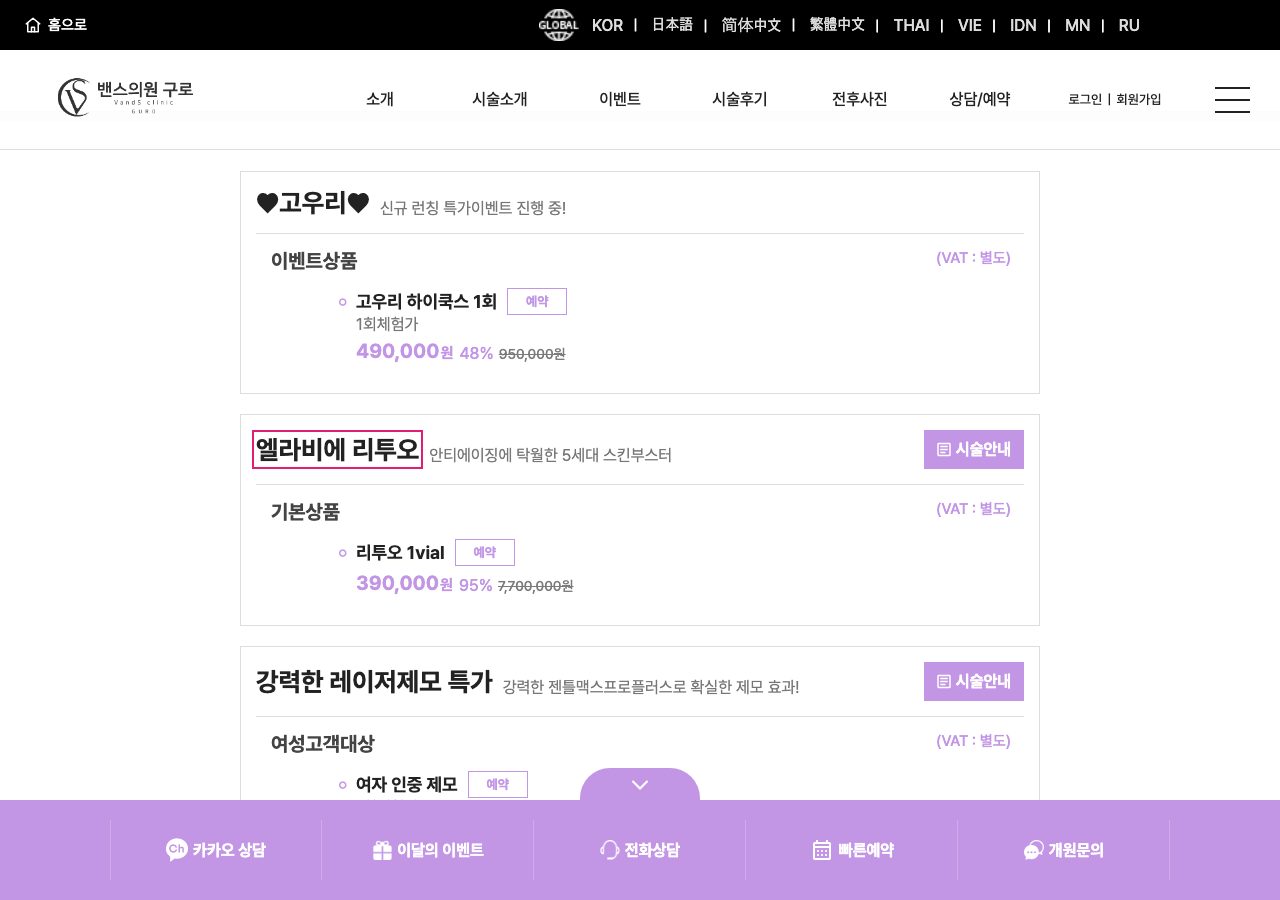 홈으로
GLOBAL KOR | 日本語 | 简体中文 | 繁體中文 | THAI | VIE | IDN | MN | RU
밴스의원 구로
VandS clinic
GURO
소개 시술소개 이벤트 시술후기 전후사진 상담/예약 로그인 | 회원가입
♥고우리♥ 신규 런칭 특가이벤트 진행 중!
이벤트상품 (VAT : 별도)
고우리 하이쿡스 1회 예약
1회체험가
490,000원 48% 950,000원
엘라비에 리투오 안티에이징에 탁월한 5세대 스킨부스터 시술안내
기본상품 (VAT : 별도)
리투오 1vial 예약
390,000원 95% 7,700,000원
강력한 레이저제모 특가 강력한 젠틀맥스프로플러스로 확실한 제모 효과! 시술안내
여성고객대상 (VAT : 별도)
여자 인중 제모 예약
Ch 카카오 상담 이달의 이벤트 전화상담 빠른예약 개원문의